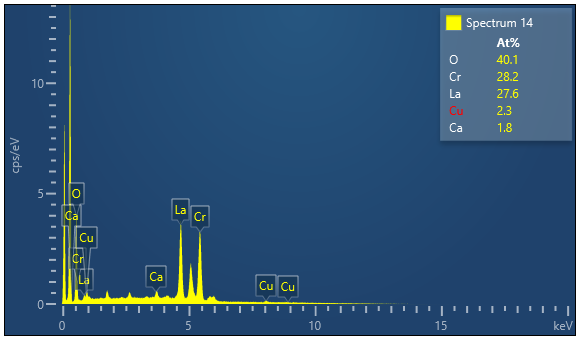 Spectrum 14
At%
O 40.1
Cr 28.2
La 27.6
Cu 2.3
Ca 1.8
cps/eV
10
5
0
O
Ca
Cu
Cr
La
Ca
La
Cr
Cu
Cu
0 5 10 15 keV